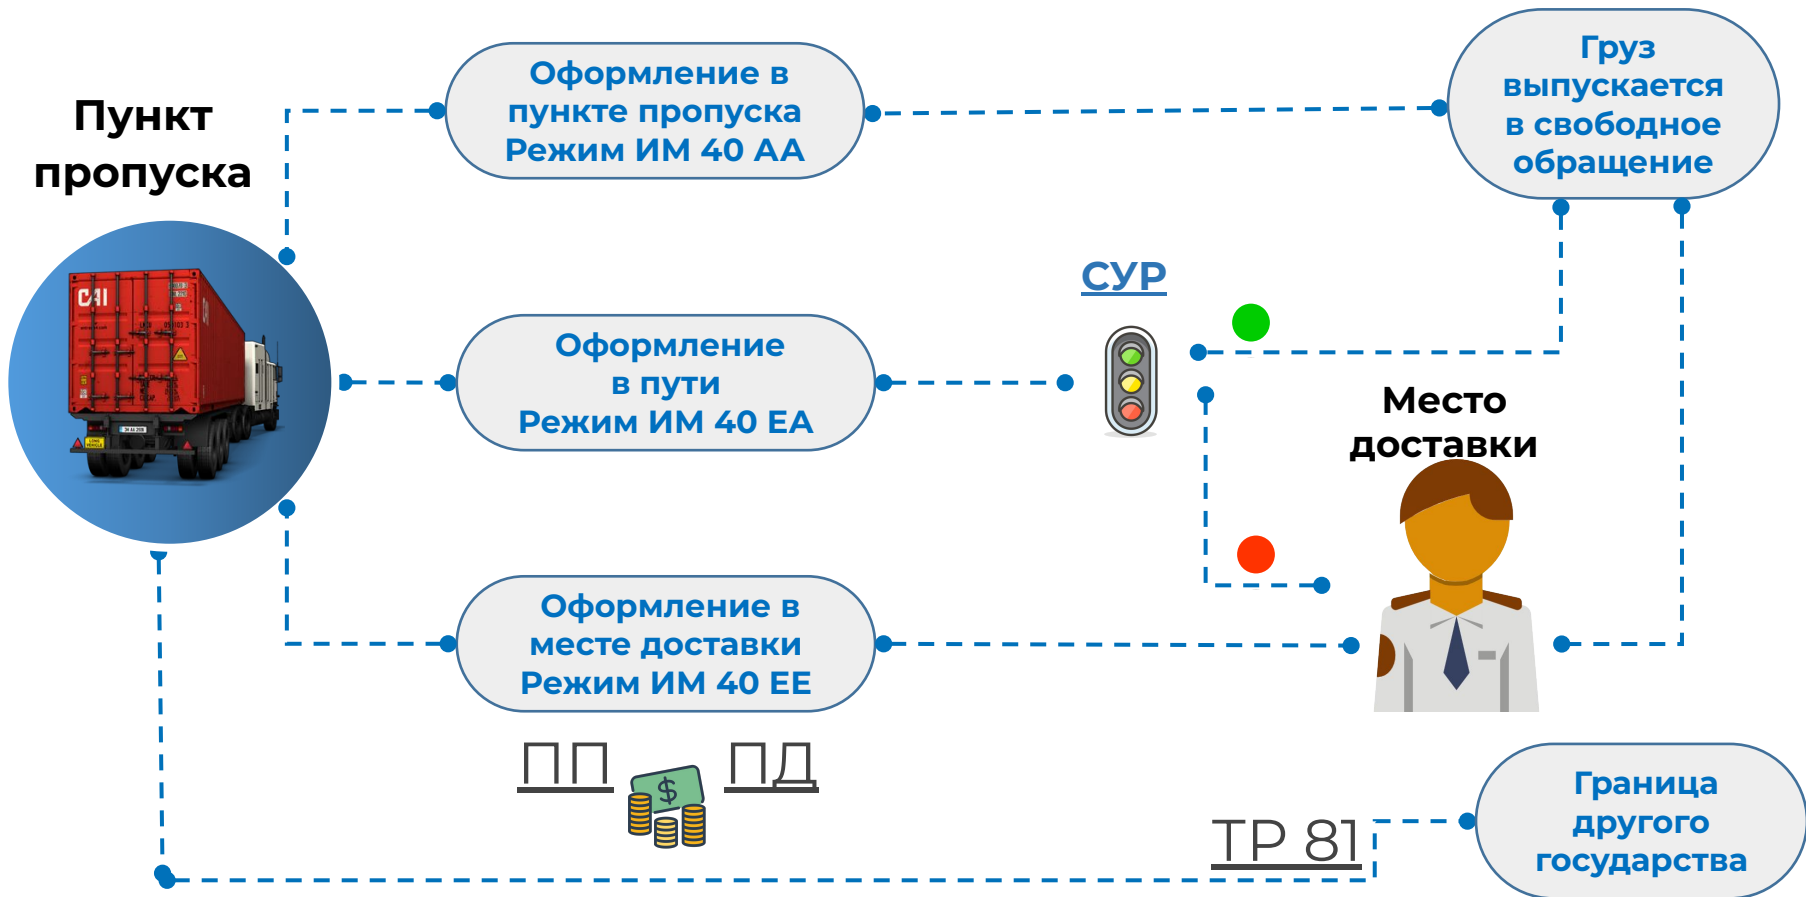 Пункт
пропуска
Оформление в
пункте пропуска
Режим ИМ 40 АА
Груз
выпускается
в свободное
обращение
CAI
Оформление
в пути
Режим ИМ 40 ЕА
СУР
Место
доставки
Оформление в
месте доставки
Режим ИМ 40 ЕЕ
ПП
ПД
ТР 81
Граница
другого
государства